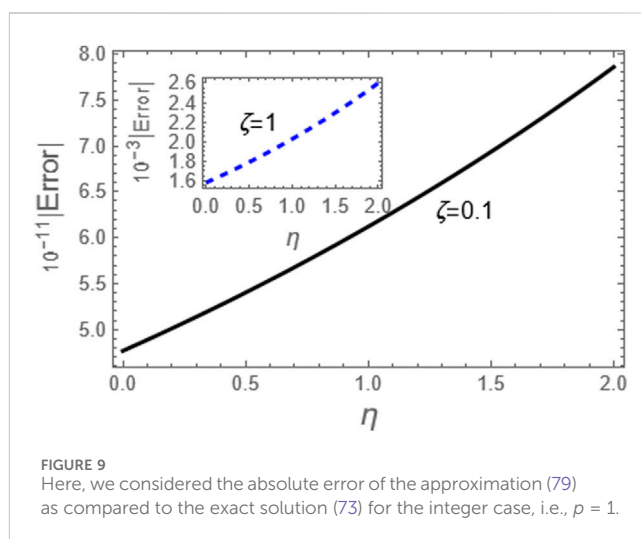 8.0
7.5
7.0
6.5
6.0
5.5
5.0
10⁻¹¹|Error|
2.6
2.4
2.2
2.0
1.8
1.6
10⁻³|Error|
ζ=1
0.0 0.5 1.0 1.5 2.0
η
ζ=0.1
0.0 0.5 1.0 1.5 2.0
η
FIGURE 9
Here, we considered the absolute error of the approximation (79)
as compared to the exact solution (73) for the integer case, i.e., p = 1.